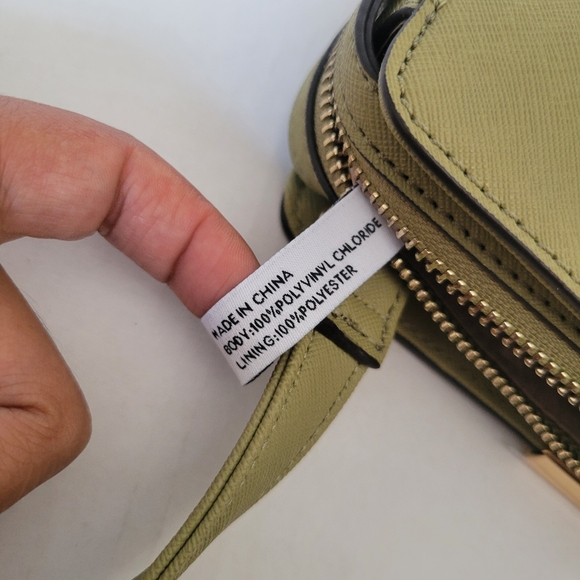 MADE IN CHINA
BODY:100%POLYVINYL CHLORIDE
LINING:100%POLYESTER